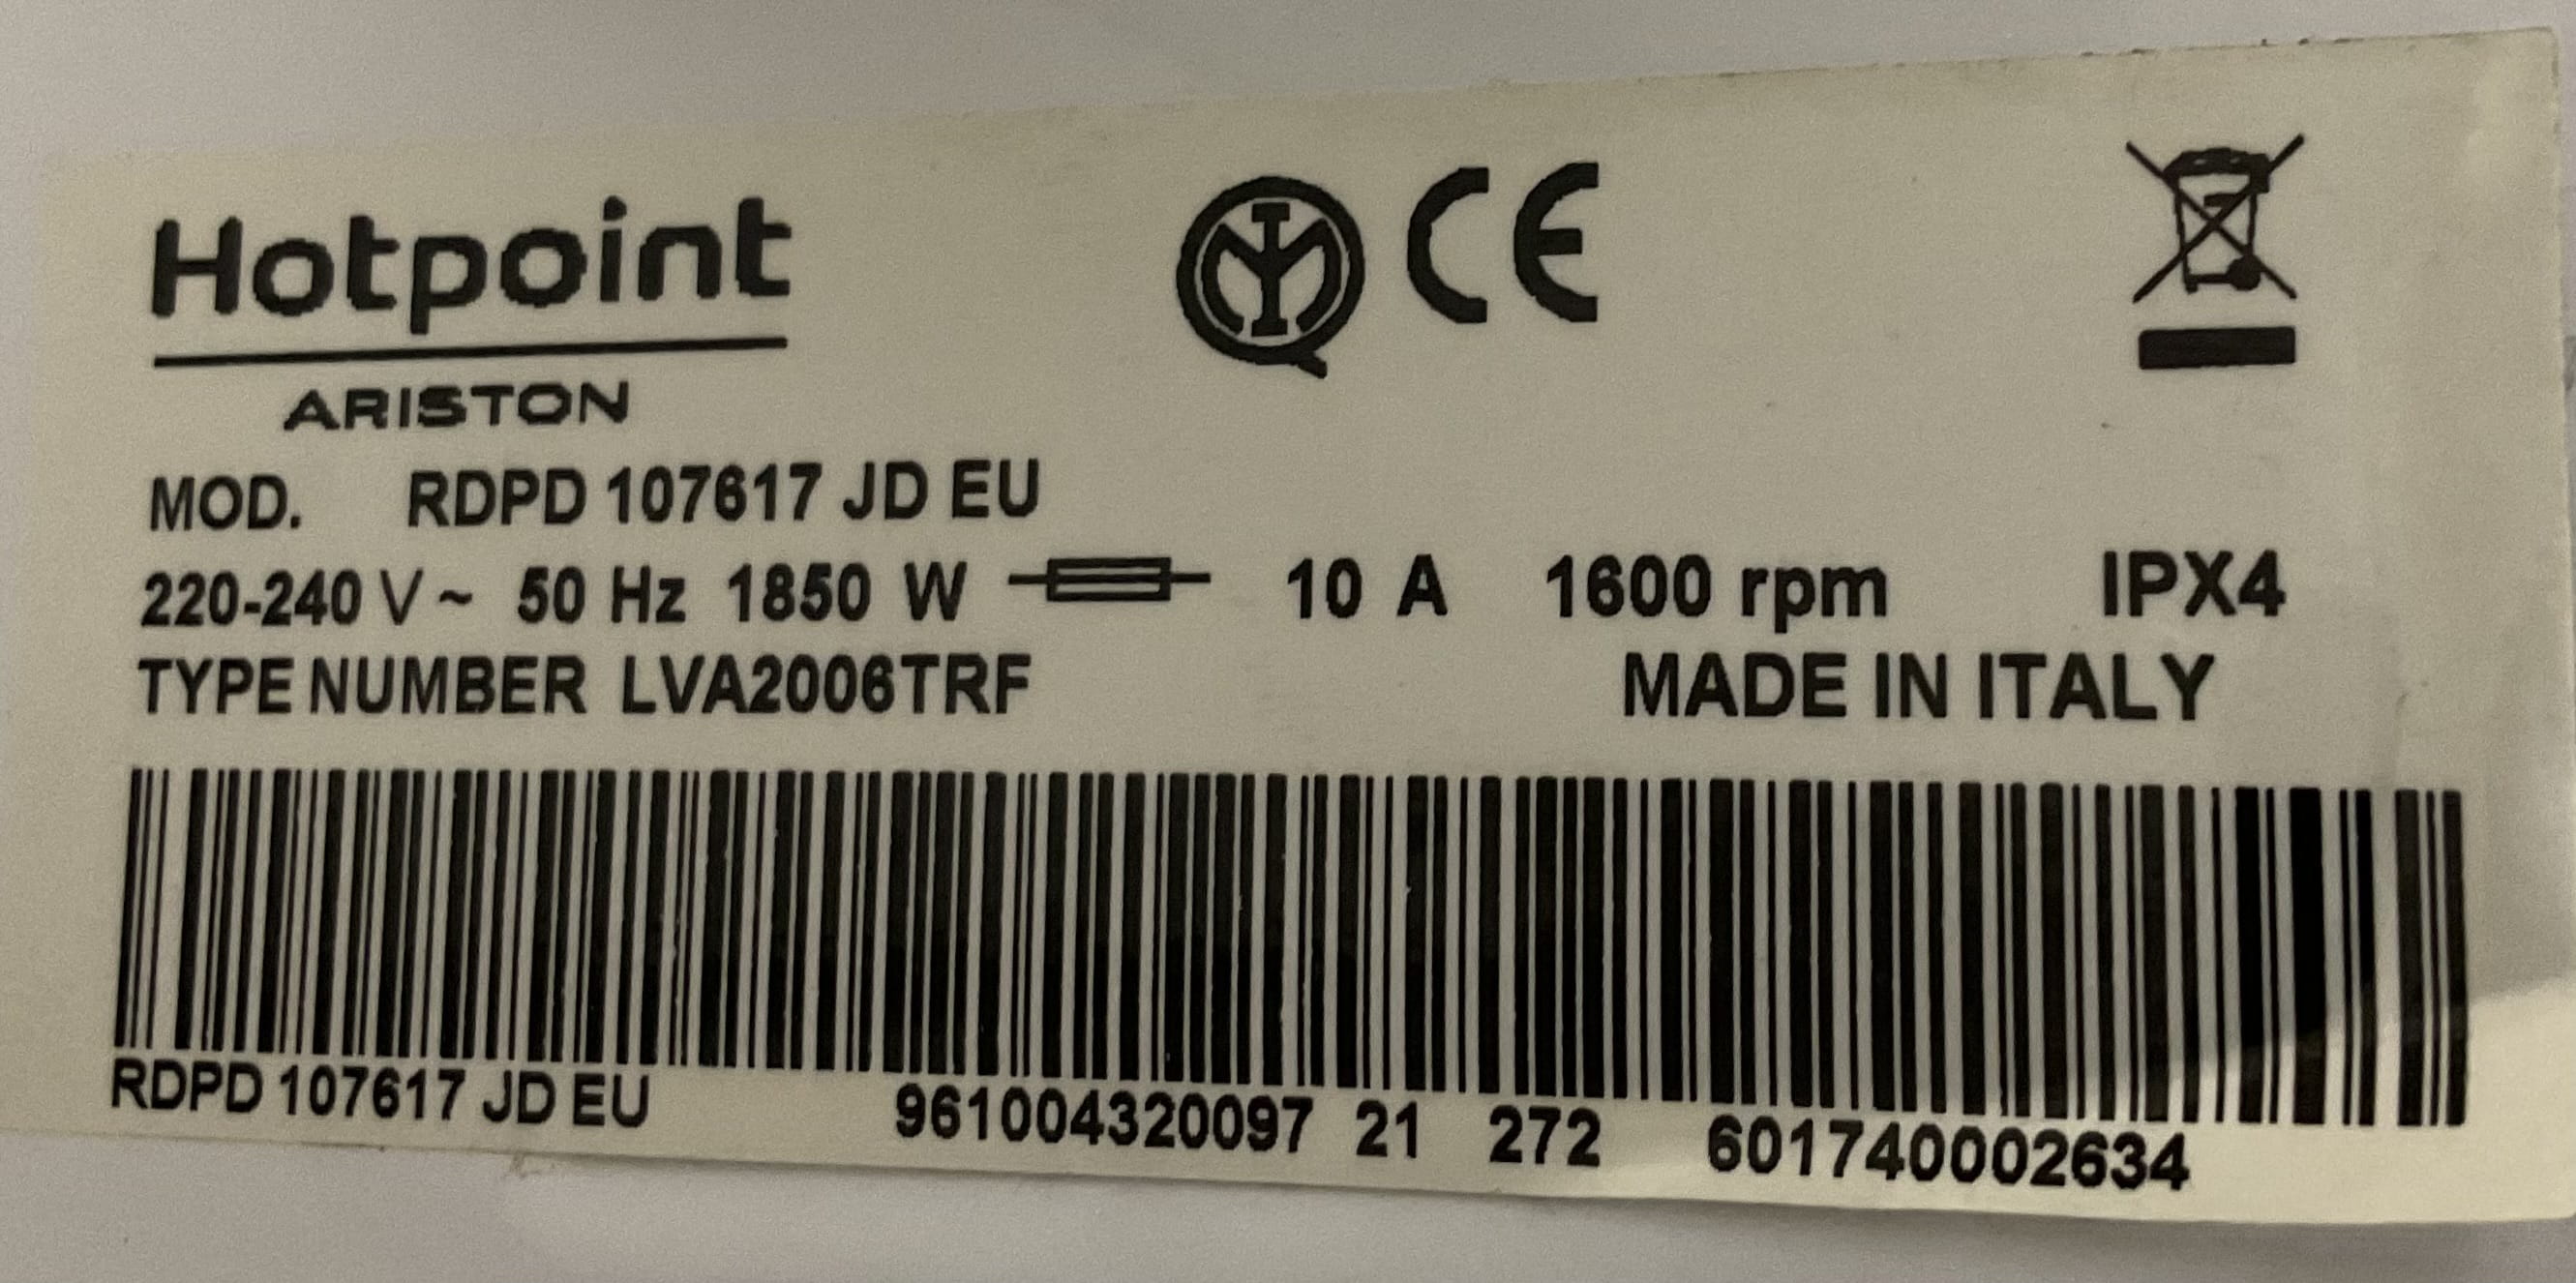 Hotpoint
ARISTON
CE
MOD. RDPD 107617 JD EU
220-240 V ~ 50 Hz 1850 W 10 A 1600 rpm IPX4
TYPE NUMBER LVA2006TRF MADE IN ITALY
RDPD 107617 JD EU 961004320097 21 272 601740002634